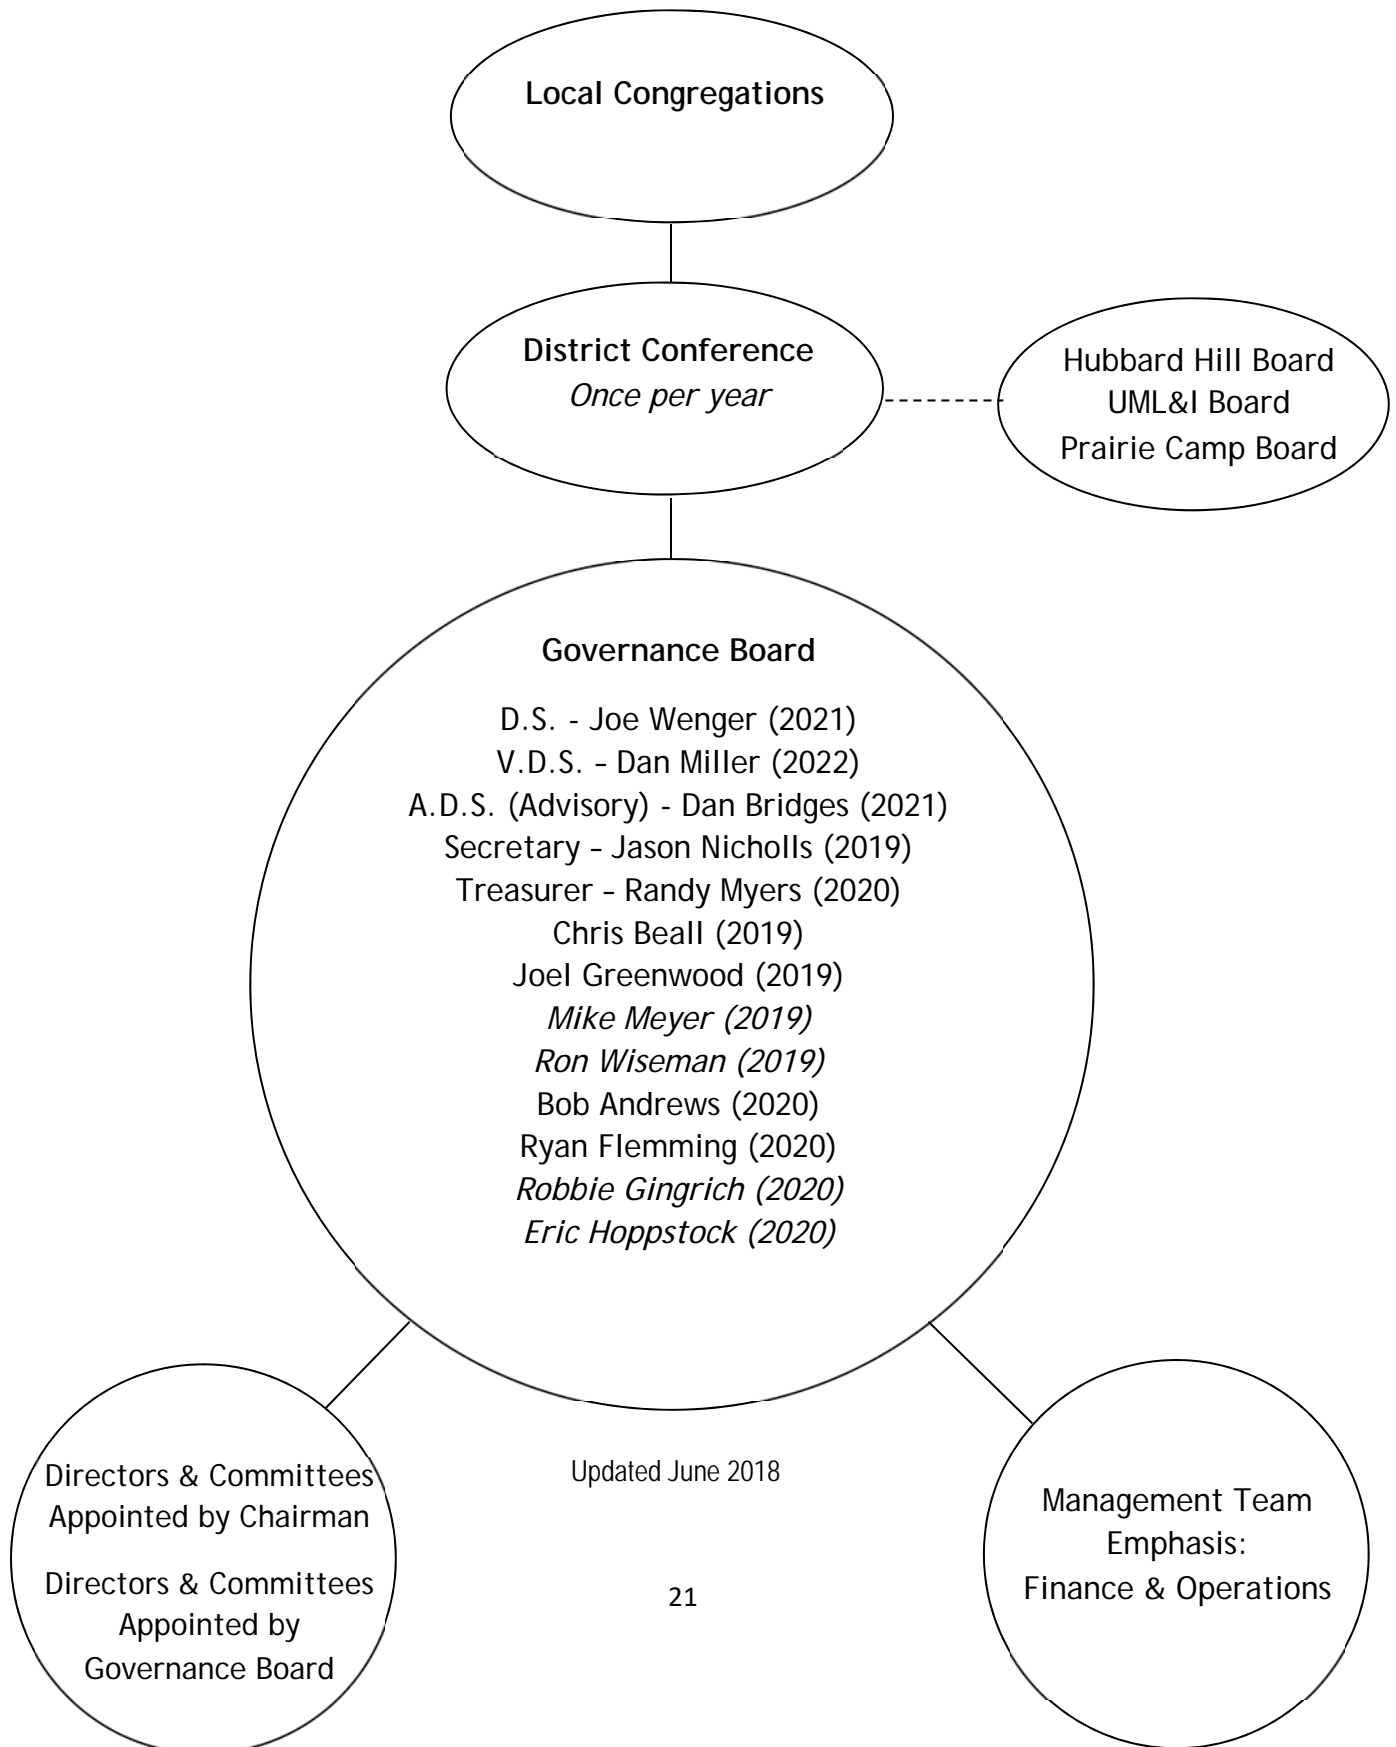 Local Congregations
District Conference
Once per year
Hubbard Hill Board
UML&I Board
Prairie Camp Board
Governance Board
D.S. - Joe Wenger (2021)
V.D.S. – Dan Miller (2022)
A.D.S. (Advisory) - Dan Bridges (2021)
Secretary – Jason Nicholls (2019)
Treasurer – Randy Myers (2020)
Chris Beall (2019)
Joel Greenwood (2019)
Mike Meyer (2019)
Ron Wiseman (2019)
Bob Andrews (2020)
Ryan Flemming (2020)
Robbie Gingrich (2020)
Eric Hoppstock (2020)
Directors & Committees
Appointed by Chairman
Directors & Committees
Appointed by
Governance Board
Updated June 2018
Management Team
Emphasis:
Finance & Operations
21